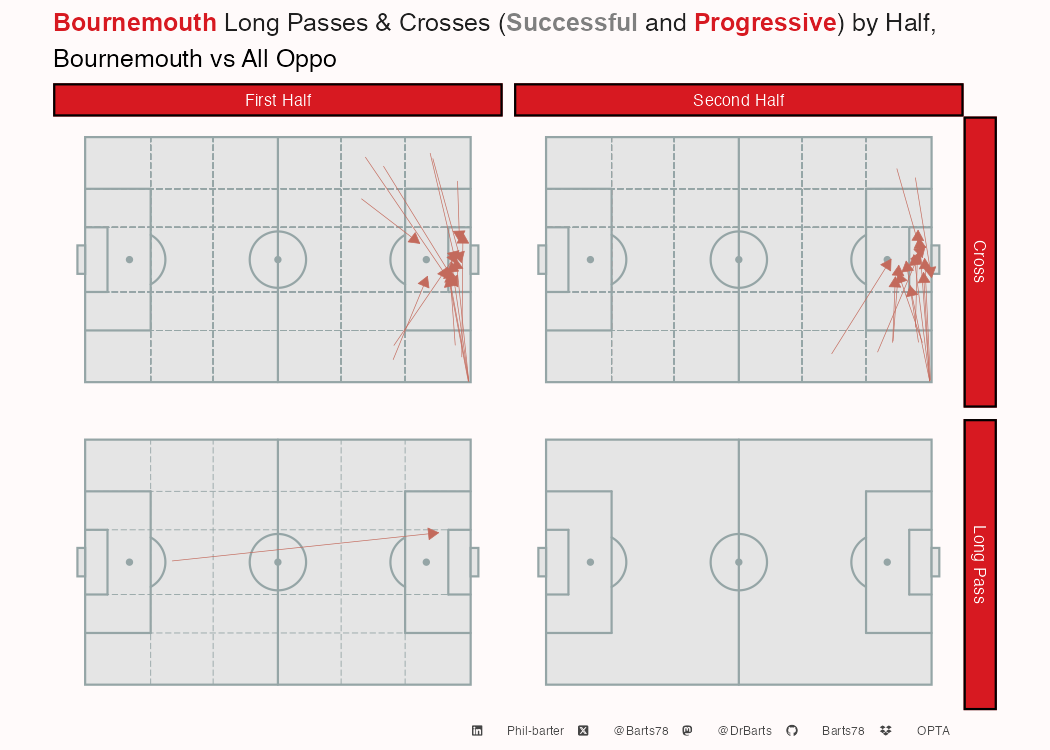 Bournemouth Long Passes & Crosses (Successful and Progressive) by Half,
Bournemouth vs All Oppo
First Half
Second Half
Cross
Long Pass
Phil-barter @Barts78 @DrBarts Barts78 OPTA